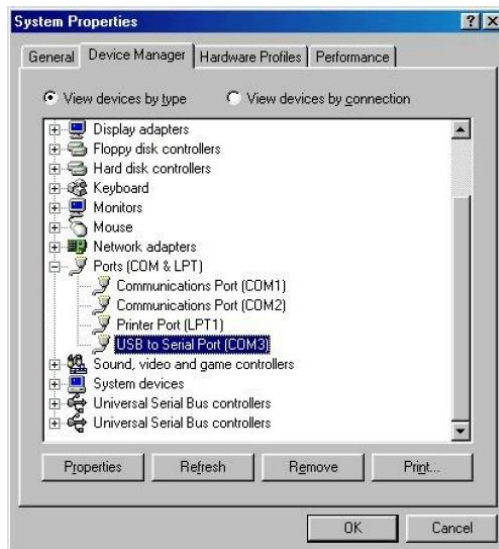 System Properties
General Device Manager Hardware Profiles Performance
View devices by type View devices by connection
Display adapters
Floppy disk controllers
Hard disk controllers
Keyboard
Monitors
Mouse
Network adapters
Ports (COM & LPT)
Communications Port (COM1)
Communications Port (COM2)
Printer Port (LPT1)
USB to Serial Port (COM3)
Sound, video and game controllers
System devices
Universal Serial Bus controllers
Universal Serial Bus controllers
Properties Refresh Remove Print...
OK Cancel